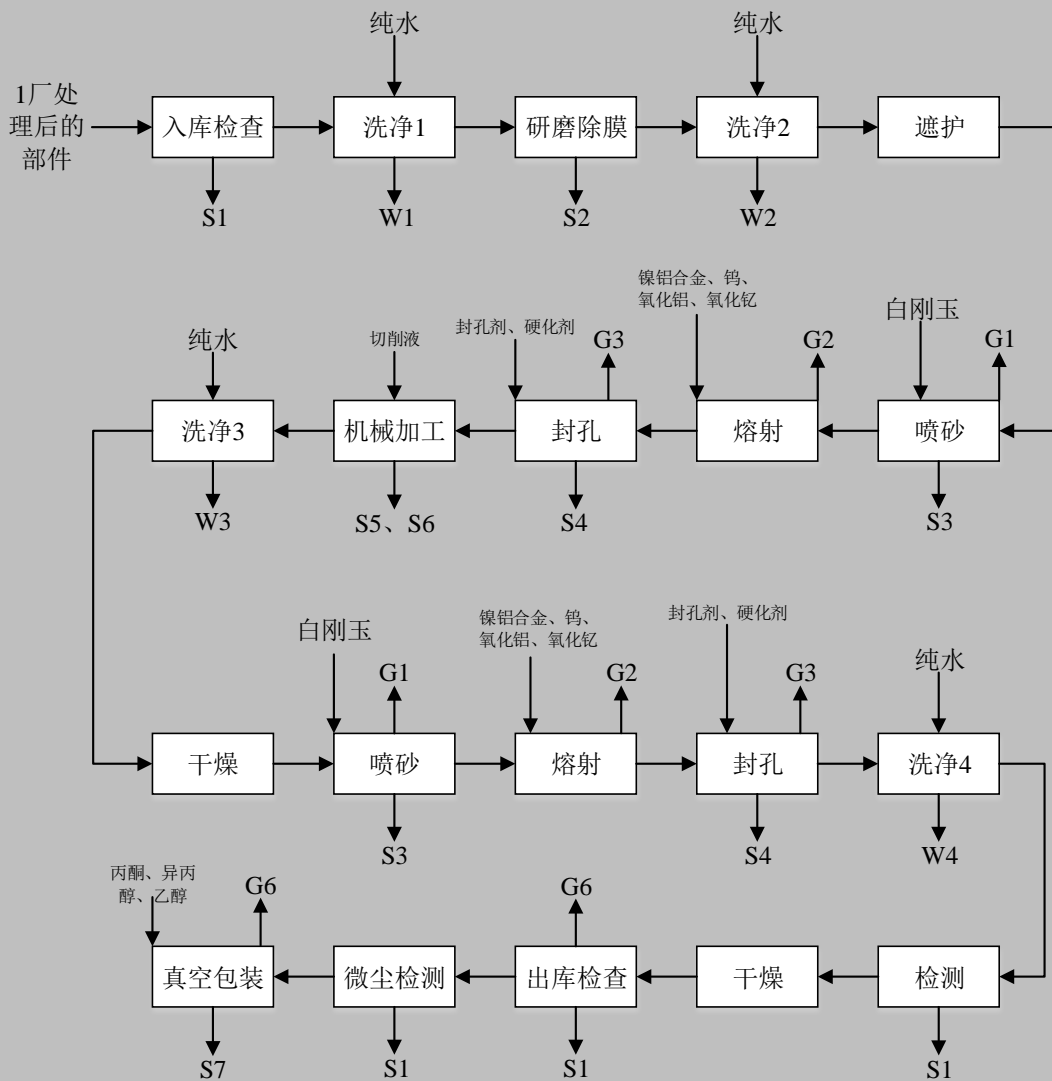 纯水
纯水
1厂处
理后的
部件
入库检查
洗净1
研磨除膜
洗净2
遮护
S1
W1
S2
W2
镍铝合金、钨、
氧化铝、氧化钇
封孔剂、硬化剂
切削液
纯水
G3
G2
白刚玉
G1
洗净3
机械加工
封孔
熔射
喷砂
W3
S5、S6
S4
S3
白刚玉
G1
镍铝合金、钨、
氧化铝、氧化钇
G2
封孔剂、硬化剂
G3
纯水
干燥
喷砂
熔射
封孔
洗净4
S3
S4
W4
丙酮、异丙
醇、乙醇
G6
G6
真空包装
微尘检测
出库检查
干燥
检测
S7
S1
S1
S1